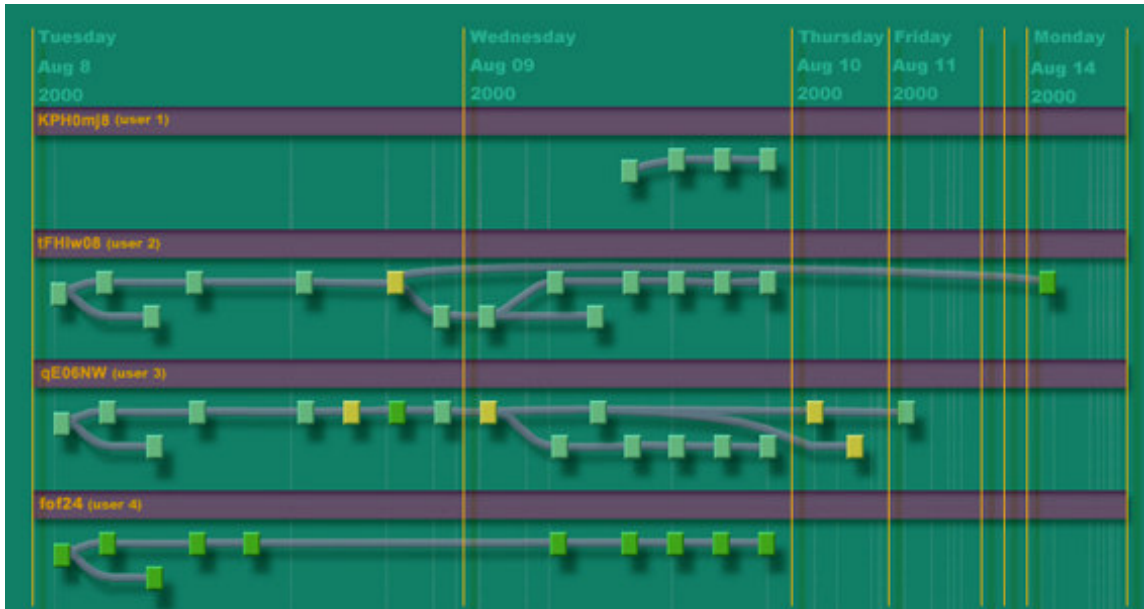 Tuesday
Aug 8
2000
Wednesday
Aug 09
2000
Thursday
Aug 10
2000
Friday
Aug 11
2000
Monday
Aug 14
2000
KPH0mj8 (user 1)
tFHIw08 (user 2)
qE06NW (user 3)
fof24 (user 4)